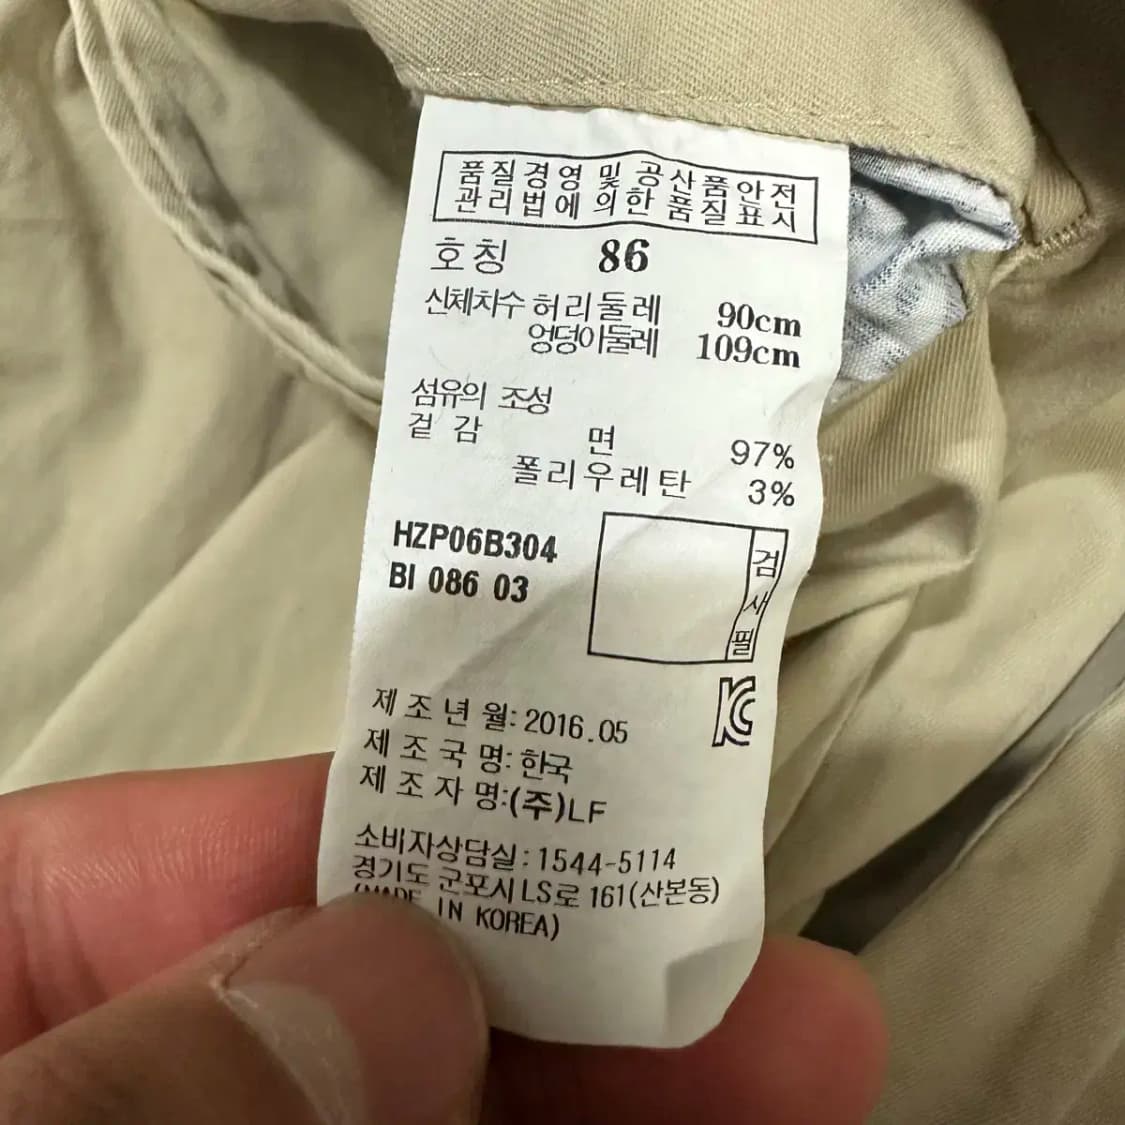 품질경영 및 공산품안전
관리법에 의한 품질표시
호칭 86
신체차수 허리둘레 90cm
엉덩이둘레 109cm
섬유의 조성
겉감 면 97%
폴리우레탄 3%
HZP06B304
BI 086 03
검사필
KC
제조년월: 2016.05
제조국명: 한국
제조자명:(주)LF
소비자상담실: 1544-5114
경기도 군포시 LS로 161(산본동)
(MADE IN KOREA)